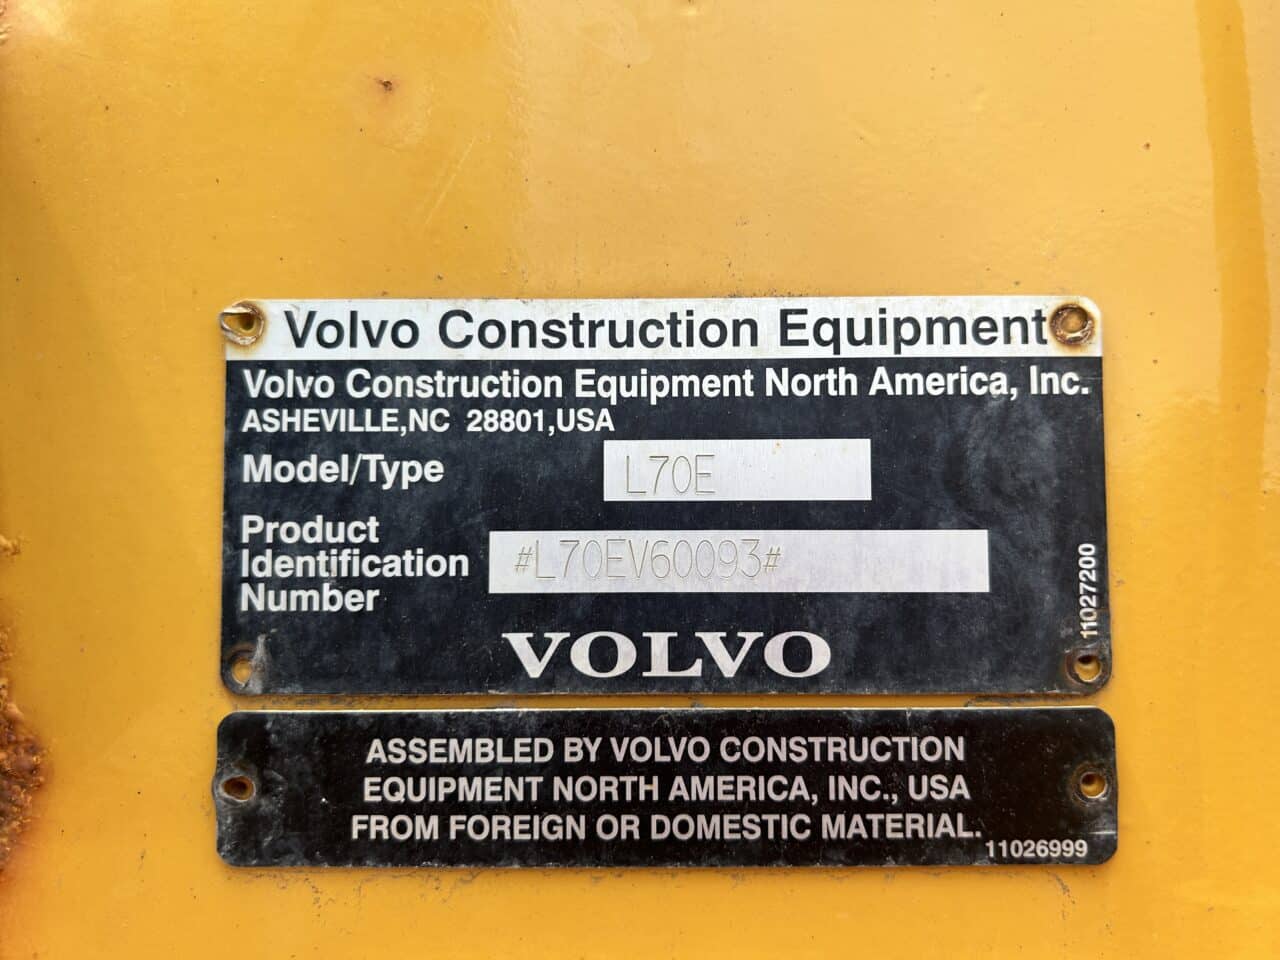 Volvo Construction Equipment
Volvo Construction Equipment North America, Inc.
ASHEVILLE,NC 28801,USA
Model/Type L70E
Product
Identification
Number
#L70EV60093#
11027200
VOLVO
ASSEMBLED BY VOLVO CONSTRUCTION
EQUIPMENT NORTH AMERICA, INC., USA
FROM FOREIGN OR DOMESTIC MATERIAL.
11026999